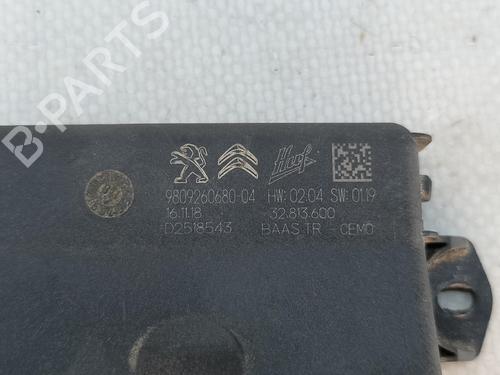 B-PARTS
Huf
9809260680-04 HW: 02.04 SW: 01.19
16.11.18 32.813.600
D2518543 BAAS TR - CEMO